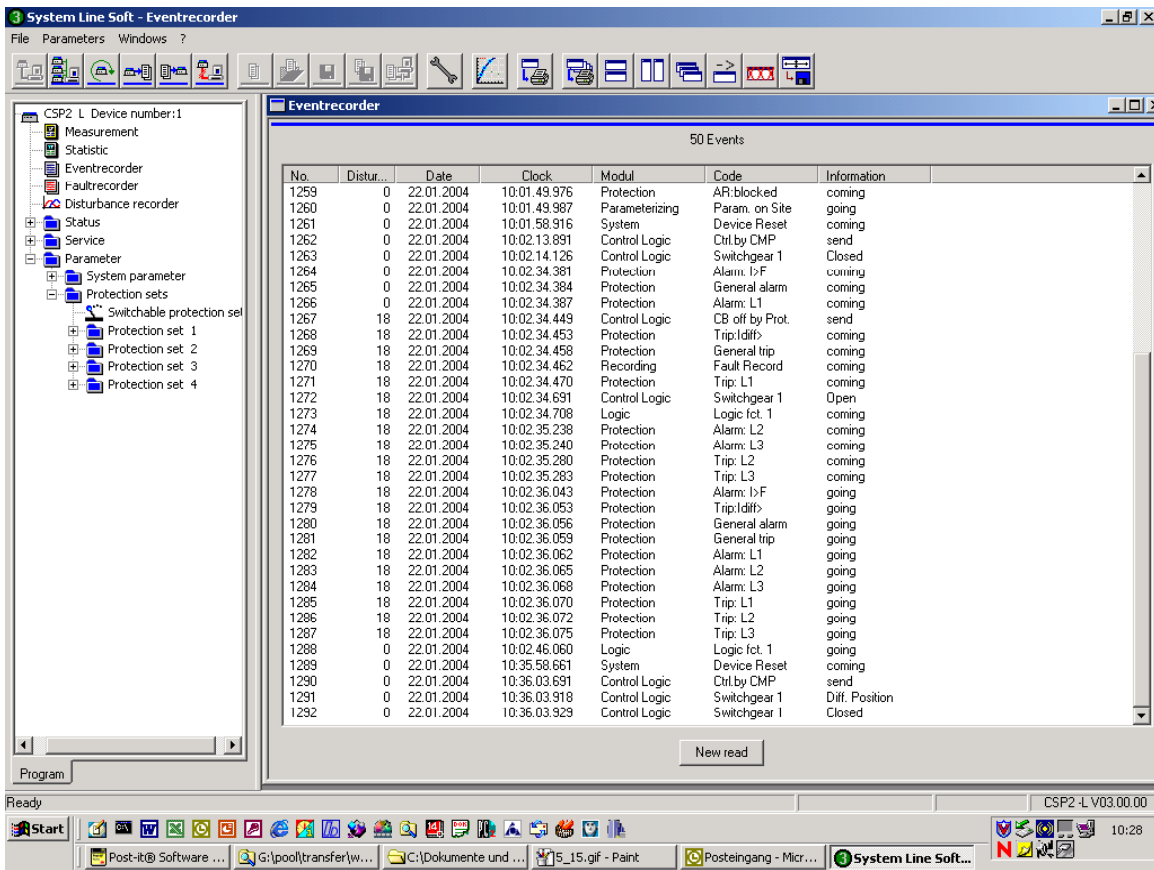 System Line Soft - Eventrecorder
File Parameters Windows ?
CSP2 L Device number:1
Measurement
Statistic
Eventrecorder
Faultrecorder
Disturbance recorder
Status
Service
Parameter
System parameter
Protection sets
Switchable protection sel
Protection set 1
Protection set 2
Protection set 3
Protection set 4
Program
Eventrecorder
50 Events
No. Distur... Date Clock Modul Code Information
1259 0 22.01.2004 10:01.49.976 Protection AR:blocked coming
1260 0 22.01.2004 10:01.49.987 Parameterizing Param. on Site going
1261 0 22.01.2004 10:01.58.916 System Device Reset coming
1262 0 22.01.2004 10:02.13.891 Control Logic Ctrl.by CMP send
1263 0 22.01.2004 10:02.14.126 Control Logic Switchgear 1 Closed
1264 0 22.01.2004 10:02.34.381 Protection Alarm: I>F coming
1265 0 22.01.2004 10:02.34.384 Protection General alarm coming
1266 0 22.01.2004 10:02.34.387 Protection Alarm: L1 coming
1267 18 22.01.2004 10:02.34.449 Control Logic CB off by Prot. send
1268 18 22.01.2004 10:02.34.453 Protection Trip:Idiff> coming
1269 18 22.01.2004 10:02.34.458 Protection General trip coming
1270 18 22.01.2004 10:02.34.462 Recording Fault Record coming
1271 18 22.01.2004 10:02.34.470 Protection Trip: L1 coming
1272 18 22.01.2004 10:02.34.691 Control Logic Switchgear 1 Open
1273 18 22.01.2004 10:02.34.708 Logic Logic fct. 1 coming
1274 18 22.01.2004 10:02.35.238 Protection Alarm: L2 coming
1275 18 22.01.2004 10:02.35.240 Protection Alarm: L3 coming
1276 18 22.01.2004 10:02.35.280 Protection Trip: L2 coming
1277 18 22.01.2004 10:02.35.283 Protection Trip: L3 coming
1278 18 22.01.2004 10:02.36.043 Protection Alarm: I>F going
1279 18 22.01.2004 10:02.36.053 Protection Trip:Idiff> going
1280 18 22.01.2004 10:02.36.056 Protection General alarm going
1281 18 22.01.2004 10:02.36.059 Protection General trip going
1282 18 22.01.2004 10:02.36.062 Protection Alarm: L1 going
1283 18 22.01.2004 10:02.36.065 Protection Alarm: L2 going
1284 18 22.01.2004 10:02.36.068 Protection Alarm: L3 going
1285 18 22.01.2004 10:02.36.070 Protection Trip: L1 going
1286 18 22.01.2004 10:02.36.072 Protection Trip: L2 going
1287 18 22.01.2004 10:02.36.075 Protection Trip: L3 going
1288 0 22.01.2004 10:02.46.060 Logic Logic fct. 1 going
1289 0 22.01.2004 10:35.58.661 System Device Reset coming
1290 0 22.01.2004 10:36.03.691 Control Logic Ctrl.by CMP send
1291 0 22.01.2004 10:36.03.918 Control Logic Switchgear 1 Diff. Position
1292 0 22.01.2004 10:36.03.929 Control Logic Switchgear 1 Closed
New read
Ready CSP2 -L V03.00.00
Start 10:28
Post-it® Software ... G:\pool\transfer\w... C:\Dokumente und ... 5_15.gif - Paint Posteingang - Micr... System Line Soft...